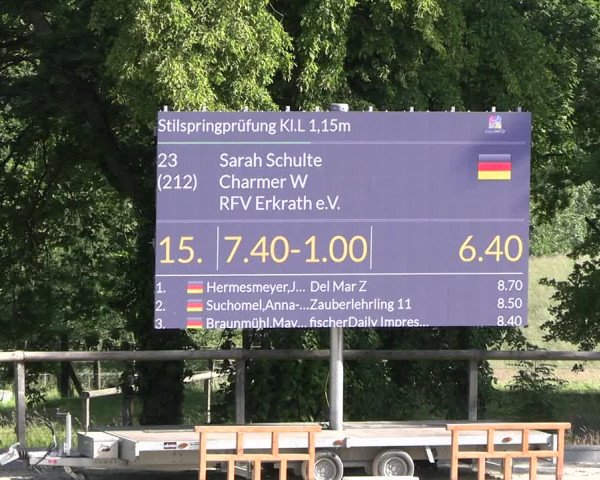 Stilspringprüfung Kl.L 1,15m
23 Sarah Schulte
(212) Charmer W
RFV Erkrath e.V.
15. 7.40-1.00 6.40
1. Hermesmeyer,J... Del Mar Z 8.70
2. Suchomel,Anna-...Zauberlehrling 11 8.50
3. Braunmühl,May... fischerDaily Impres... 8.40